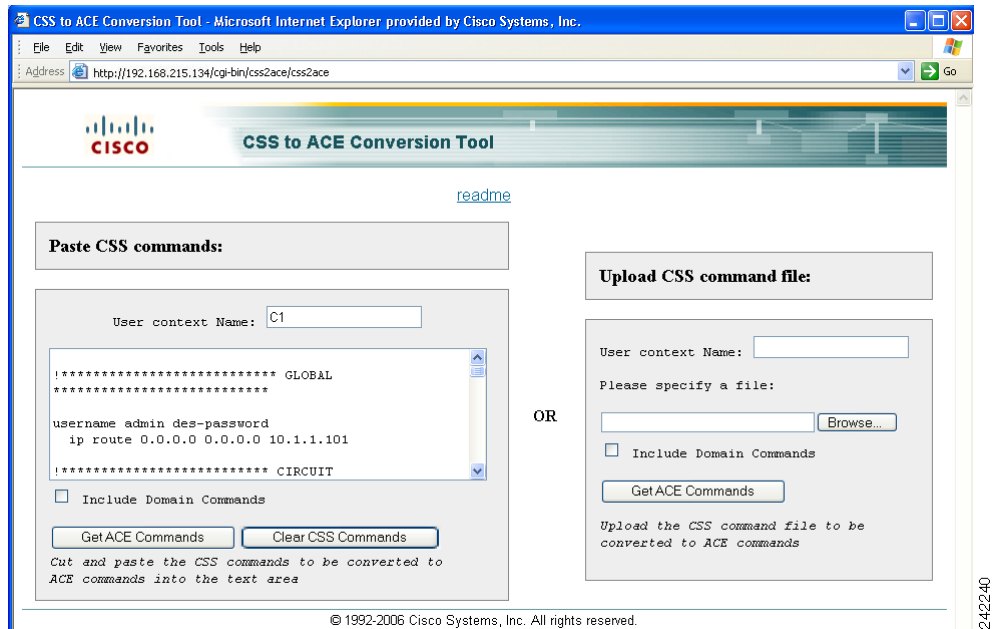 CSS to ACE Conversion Tool - Microsoft Internet Explorer provided by Cisco Systems, Inc.
File Edit View Favorites Tools Help
Address http://192.168.215.134/cgi-bin/css2ace/css2ace Go
CISCO
CSS to ACE Conversion Tool
readme
Paste CSS commands:
User context Name: C1
!*************************** GLOBAL
***************************
username admin des-password
ip route 0.0.0.0 0.0.0.0 10.1.1.101
!************************** CIRCUIT
Include Domain Commands
Get ACE Commands Clear CSS Commands
Cut and paste the CSS commands to be converted to
ACE commands into the text area
OR
Upload CSS command file:
User context Name:
Please specify a file:
Browse...
Include Domain Commands
Get ACE Commands
Upload the CSS command file to be
converted to ACE commands
© 1992-2006 Cisco Systems, Inc. All rights reserved.
242240